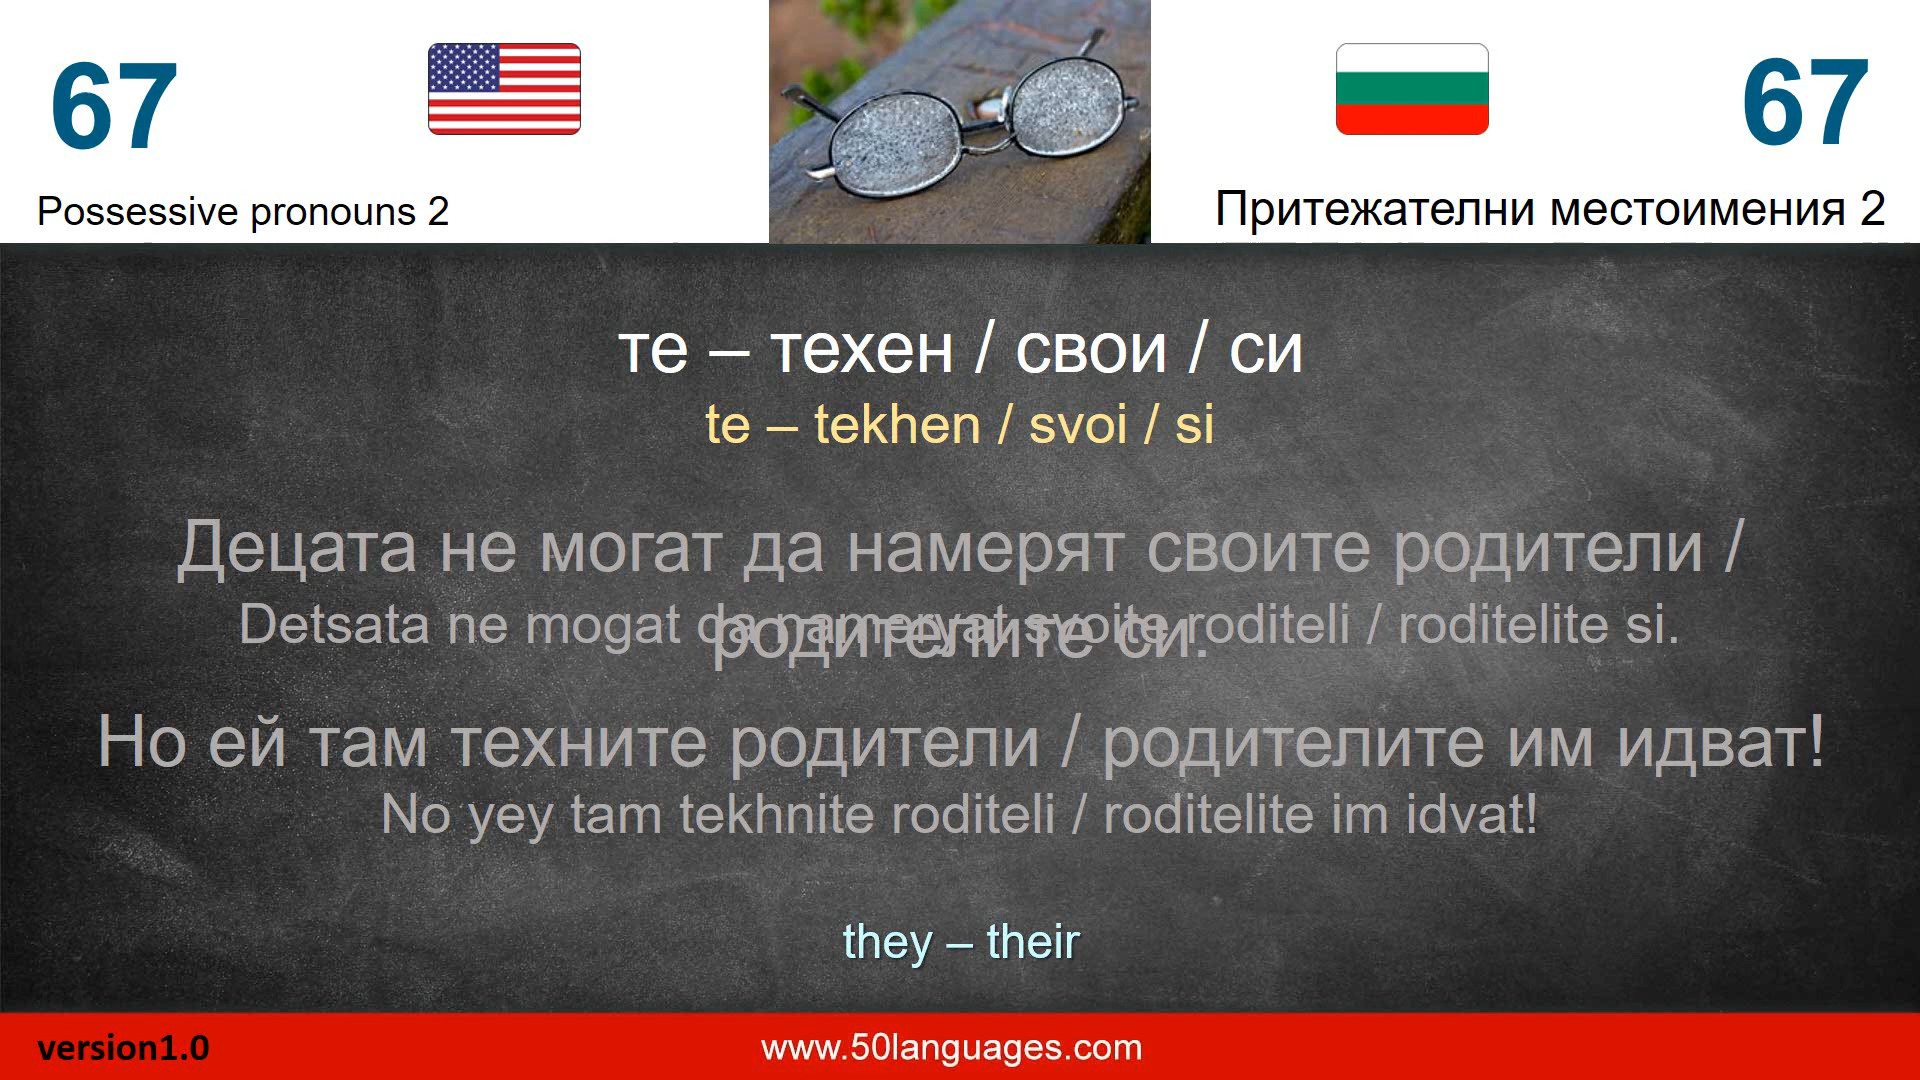 67
67
Possessive pronouns 2
Притежателни местоимения 2
те – техен / свои / си
te – tekhen / svoi / si
Децата не могат да намерят своите родители /
родителите си.
Detsata ne mogat da nameryat svoite roditeli / roditelite si.
Но ей там техните родители / родителите им идват!
No yey tam tekhnite roditeli / roditelite im idvat!
they – their
version1.0
www.50languages.com